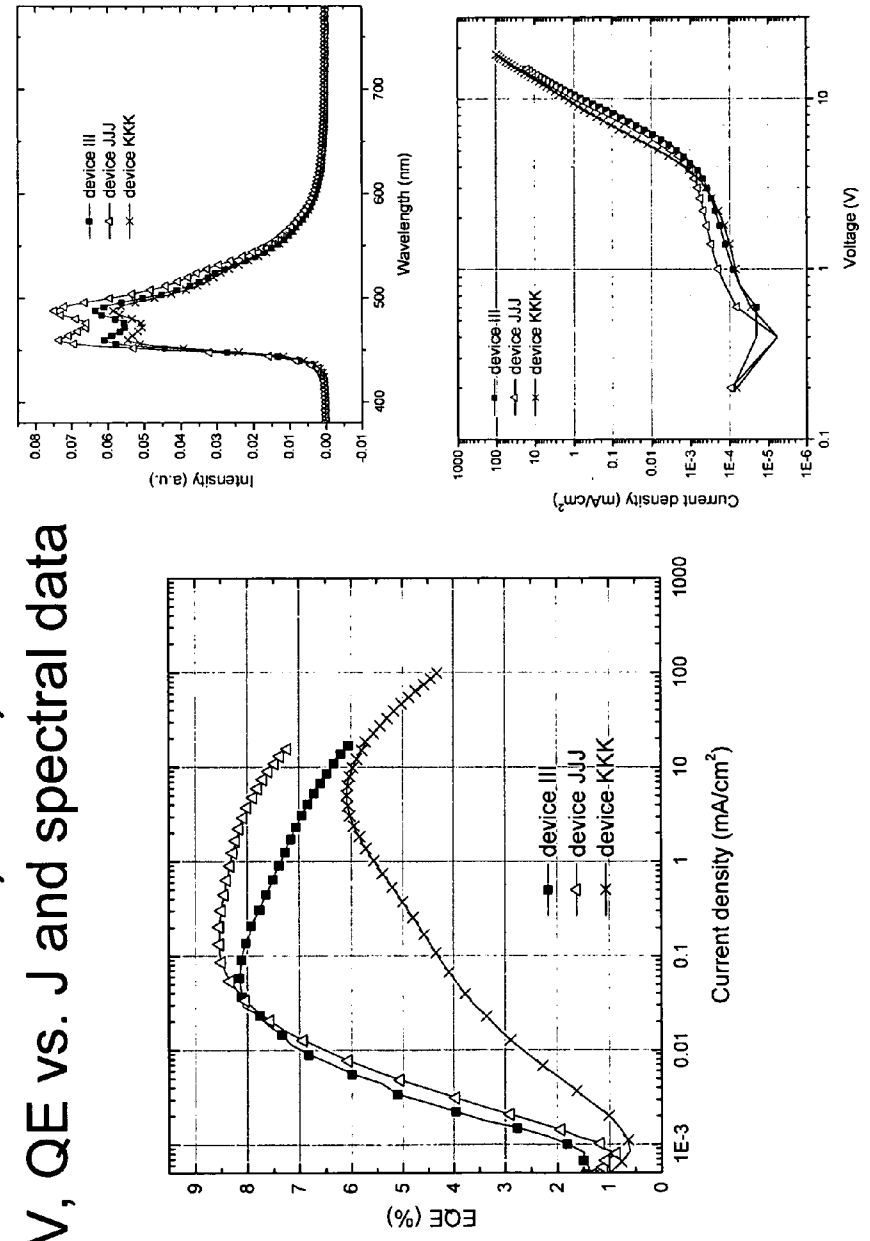 V, QE vs. J and spectral data
EQE (%)
9
8
7
6
5
4
3
2
1
0
device III
device JJJ
device KKK
1E-3
0.01
0.1
1
10
100
1000
Current density (mA/cm²)
Intensity (a.u.)
0.08
0.07
0.06
0.05
0.04
0.03
0.02
0.01
0.00
-0.01
device III
device JJJ
device KKK
400
500
600
700
Wavelength (nm)
Current density (mA/cm²)
1000
100
10
1
0.1
0.01
1E-3
1E-4
1E-5
1E-6
device III
device JJJ
device KKK
0.1
1
10
Voltage (V)